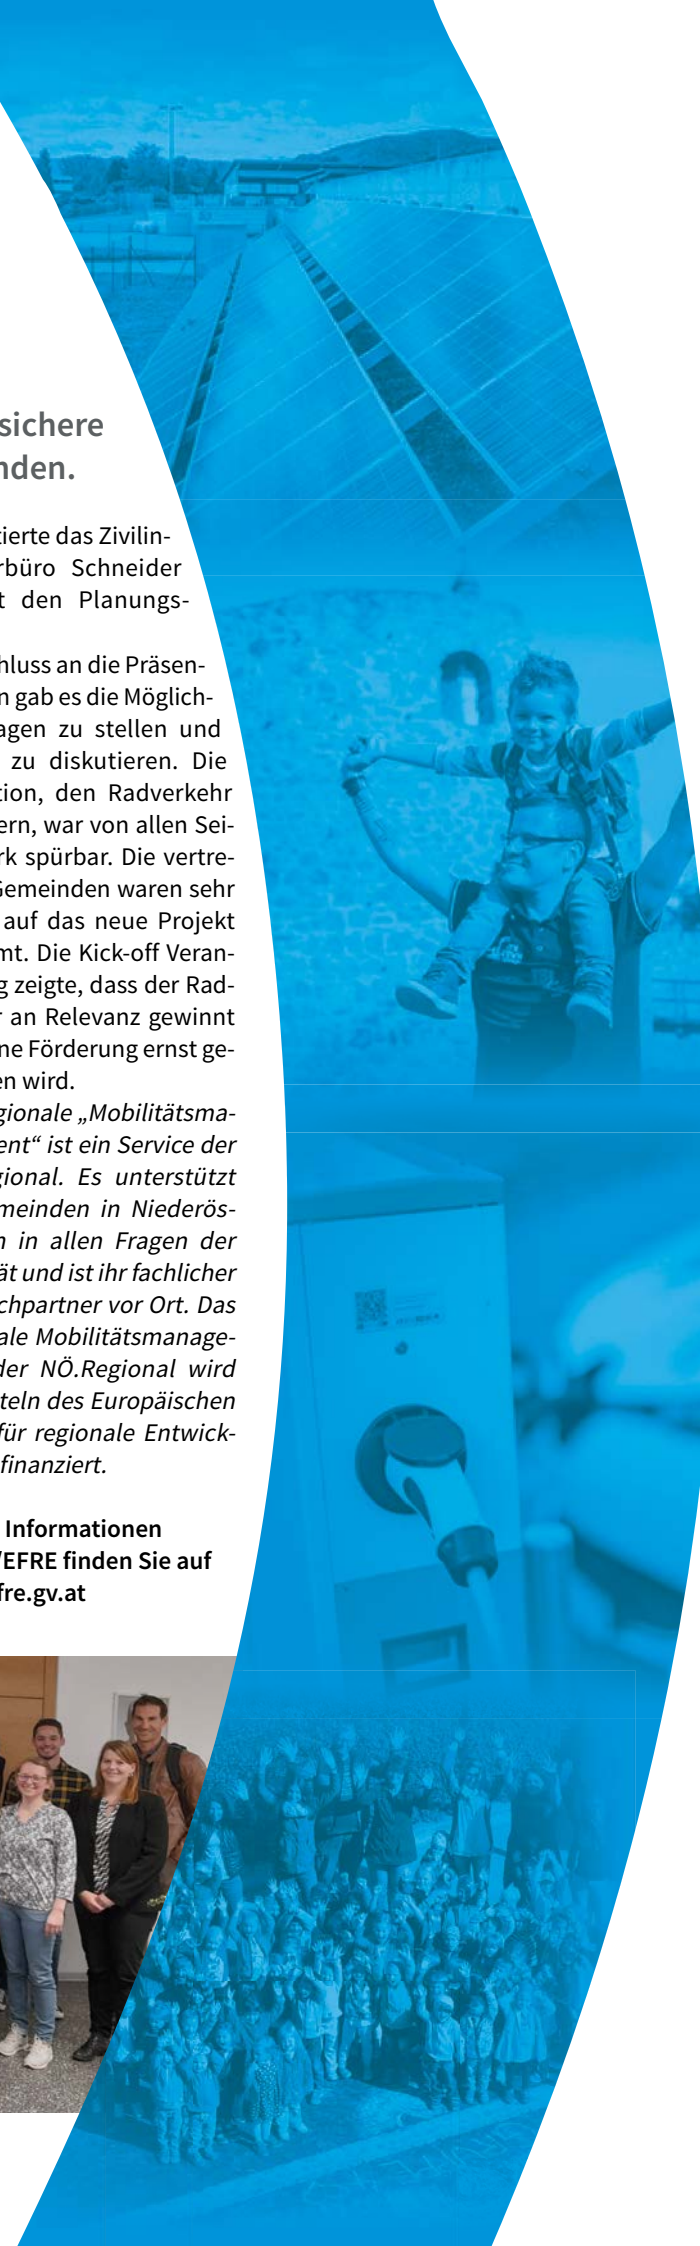 sichere
nden.
tierte das Zivilin-
rbüro Schneider
t den Planungs-
hluss an die Präsen-
n gab es die Möglich-
agen zu stellen und
zu diskutieren. Die
tion, den Radverkehr
ern, war von allen Sei-
rk spürbar. Die vertre-
Gemeinden waren sehr
auf das neue Projekt
mt. Die Kick-off Veran-
g zeigte, dass der Rad-
r an Relevanz gewinnt
ne Förderung ernst ge-
en wird.
gionale „Mobilitätsma-
ent“ ist ein Service der
gional. Es unterstützt
meinden in Niederös-
n in allen Fragen der
ät und ist ihr fachlicher
chpartner vor Ort. Das
ale Mobilitätsmanage-
der NÖ.Regional wird
teln des Europäischen
für regionale Entwick-
finanziert.
Informationen
/EFRE finden Sie auf
fre.gv.at